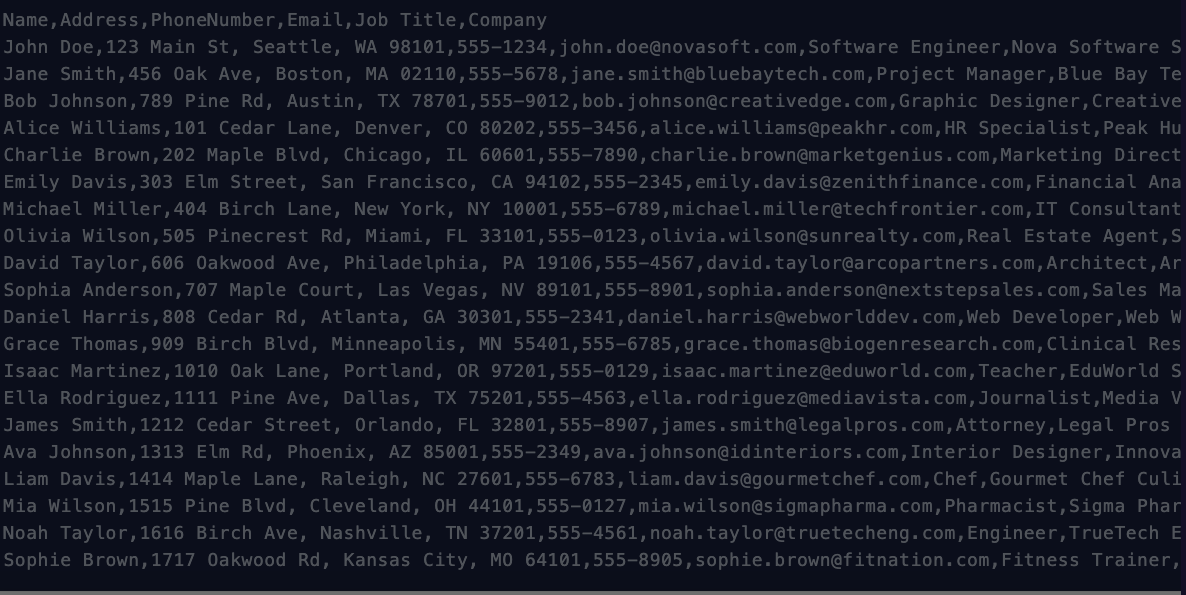 Name,Address,PhoneNumber,Email,Job Title,Company
John Doe,123 Main St, Seattle, WA 98101,555-1234,john.doe@novasoft.com,Software Engineer,Nova Software S
Jane Smith,456 Oak Ave, Boston, MA 02110,555-5678,jane.smith@bluebaytech.com,Project Manager,Blue Bay Te
Bob Johnson,789 Pine Rd, Austin, TX 78701,555-9012,bob.johnson@creativedge.com,Graphic Designer,Creative
Alice Williams,101 Cedar Lane, Denver, CO 80202,555-3456,alice.williams@peakhr.com,HR Specialist,Peak Hu
Charlie Brown,202 Maple Blvd, Chicago, IL 60601,555-7890,charlie.brown@marketgenius.com,Marketing Direct
Emily Davis,303 Elm Street, San Francisco, CA 94102,555-2345,emily.davis@zenithfinance.com,Financial Ana
Michael Miller,404 Birch Lane, New York, NY 10001,555-6789,michael.miller@techfrontier.com,IT Consultant
Olivia Wilson,505 Pinecrest Rd, Miami, FL 33101,555-0123,olivia.wilson@sunrealty.com,Real Estate Agent,S
David Taylor,606 Oakwood Ave, Philadelphia, PA 19106,555-4567,david.taylor@arcopartners.com,Architect,Ar
Sophia Anderson,707 Maple Court, Las Vegas, NV 89101,555-8901,sophia.anderson@nextstepsales.com,Sales Ma
Daniel Harris,808 Cedar Rd, Atlanta, GA 30301,555-2341,daniel.harris@webworlddev.com,Web Developer,Web W
Grace Thomas,909 Birch Blvd, Minneapolis, MN 55401,555-6785,grace.thomas@biogenresearch.com,Clinical Res
Isaac Martinez,1010 Oak Lane, Portland, OR 97201,555-0129,isaac.martinez@eduworld.com,Teacher,EduWorld S
Ella Rodriguez,1111 Pine Ave, Dallas, TX 75201,555-4563,ella.rodriguez@mediavista.com,Journalist,Media V
James Smith,1212 Cedar Street, Orlando, FL 32801,555-8907,james.smith@legalpros.com,Attorney,Legal Pros
Ava Johnson,1313 Elm Rd, Phoenix, AZ 85001,555-2349,ava.johnson@idinteriors.com,Interior Designer,Innova
Liam Davis,1414 Maple Lane, Raleigh, NC 27601,555-6783,liam.davis@gourmetchef.com,Chef,Gourmet Chef Culi
Mia Wilson,1515 Pine Blvd, Cleveland, OH 44101,555-0127,mia.wilson@sigmapharma.com,Pharmacist,Sigma Phar
Noah Taylor,1616 Birch Ave, Nashville, TN 37201,555-4561,noah.taylor@truetecheng.com,Engineer,TrueTech E
Sophie Brown,1717 Oakwood Rd, Kansas City, MO 64101,555-8905,sophie.brown@fitnation.com,Fitness Trainer,